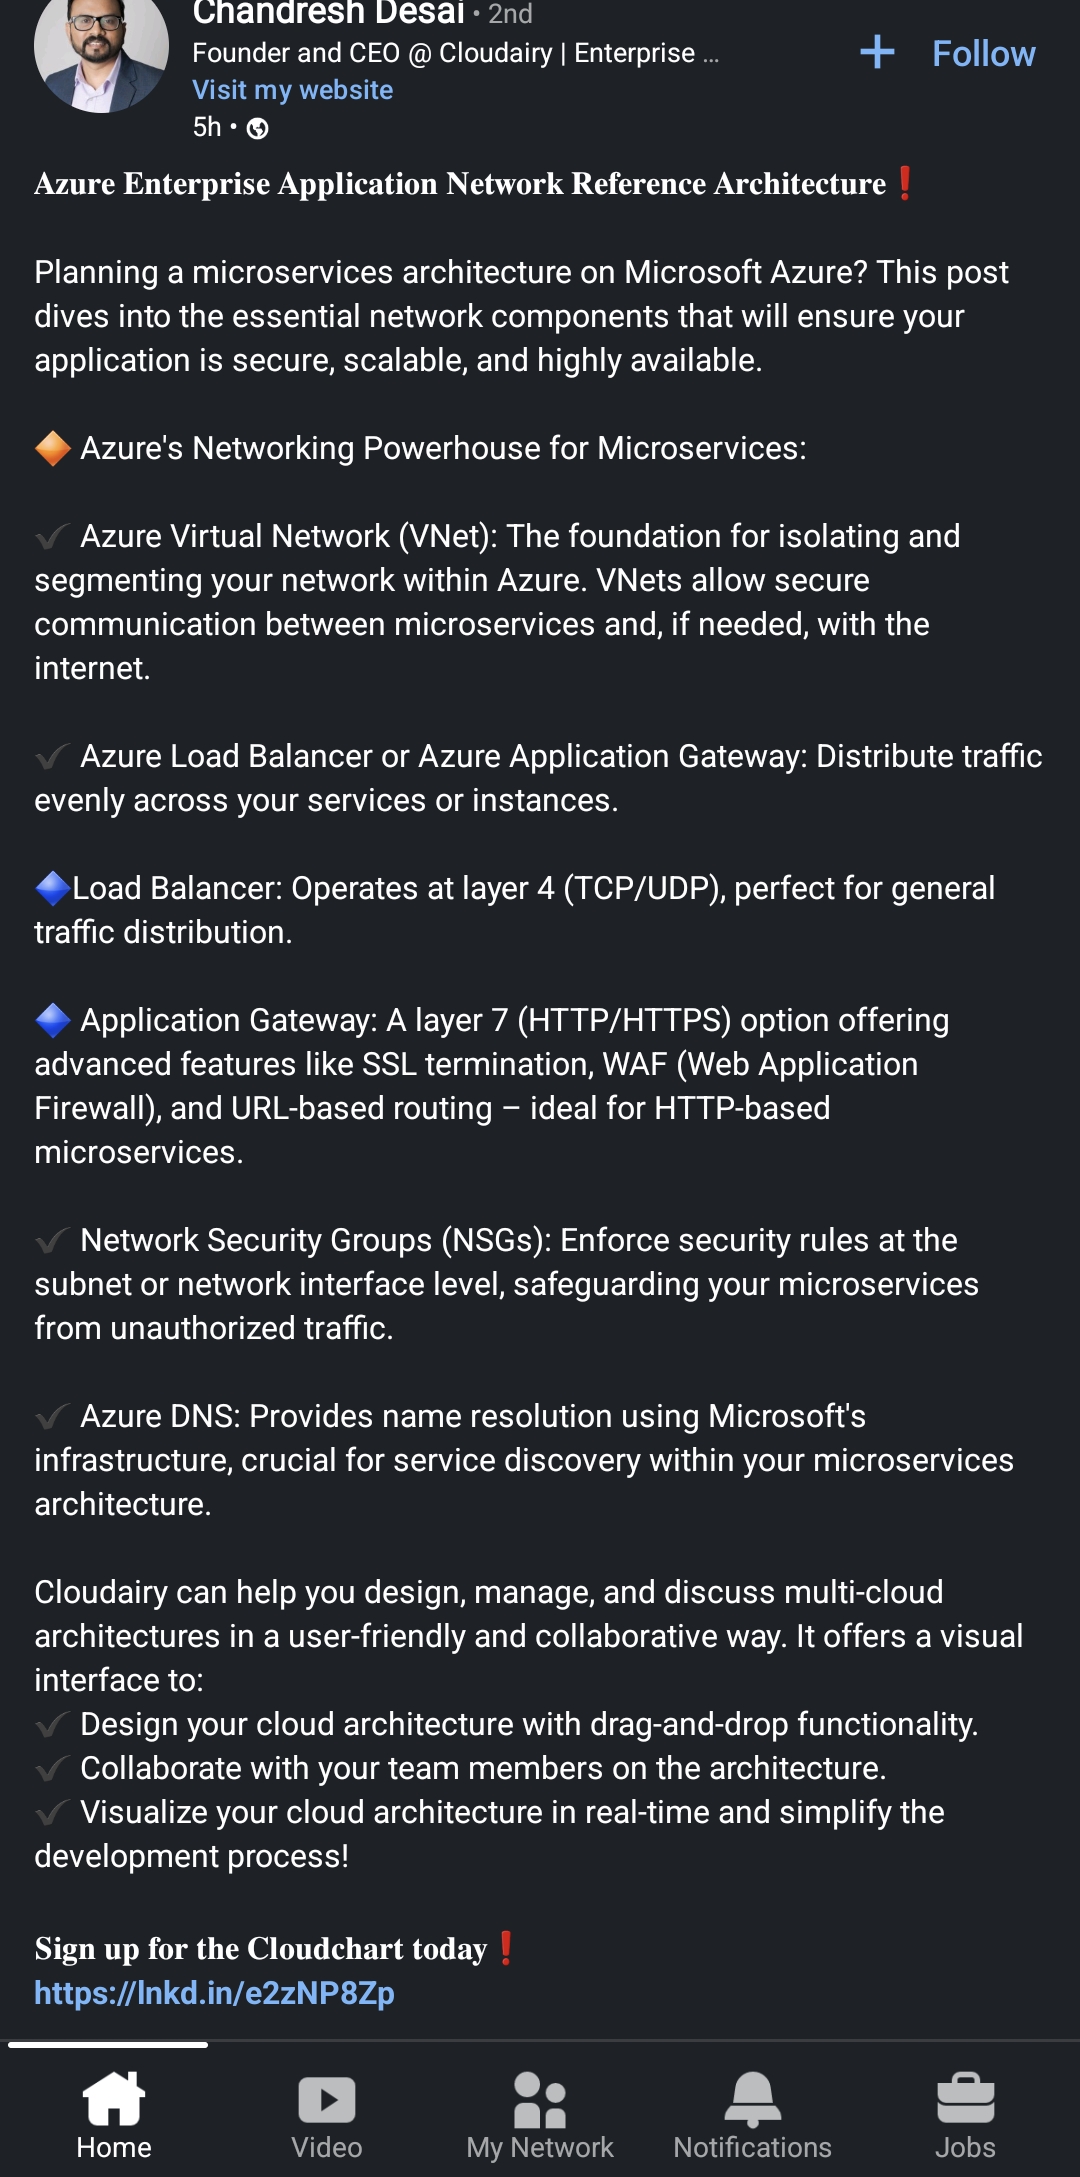 Chandresh Desai • 2nd
Founder and CEO @ Cloudairy | Enterprise ...
+ Follow
Visit my website
5h •
Azure Enterprise Application Network Reference Architecture❗
Planning a microservices architecture on Microsoft Azure? This post
dives into the essential network components that will ensure your
application is secure, scalable, and highly available.
🔶 Azure's Networking Powerhouse for Microservices:
✔ Azure Virtual Network (VNet): The foundation for isolating and
segmenting your network within Azure. VNets allow secure
communication between microservices and, if needed, with the
internet.
✔ Azure Load Balancer or Azure Application Gateway: Distribute traffic
evenly across your services or instances.
🔷Load Balancer: Operates at layer 4 (TCP/UDP), perfect for general
traffic distribution.
🔷 Application Gateway: A layer 7 (HTTP/HTTPS) option offering
advanced features like SSL termination, WAF (Web Application
Firewall), and URL-based routing – ideal for HTTP-based
microservices.
✔ Network Security Groups (NSGs): Enforce security rules at the
subnet or network interface level, safeguarding your microservices
from unauthorized traffic.
✔ Azure DNS: Provides name resolution using Microsoft's
infrastructure, crucial for service discovery within your microservices
architecture.
Cloudairy can help you design, manage, and discuss multi-cloud
architectures in a user-friendly and collaborative way. It offers a visual
interface to:
✔ Design your cloud architecture with drag-and-drop functionality.
✔ Collaborate with your team members on the architecture.
✔ Visualize your cloud architecture in real-time and simplify the
development process!
Sign up for the Cloudchart today❗
https://lnkd.in/e2zNP8Zp
Home
Video
My Network
Notifications
Jobs